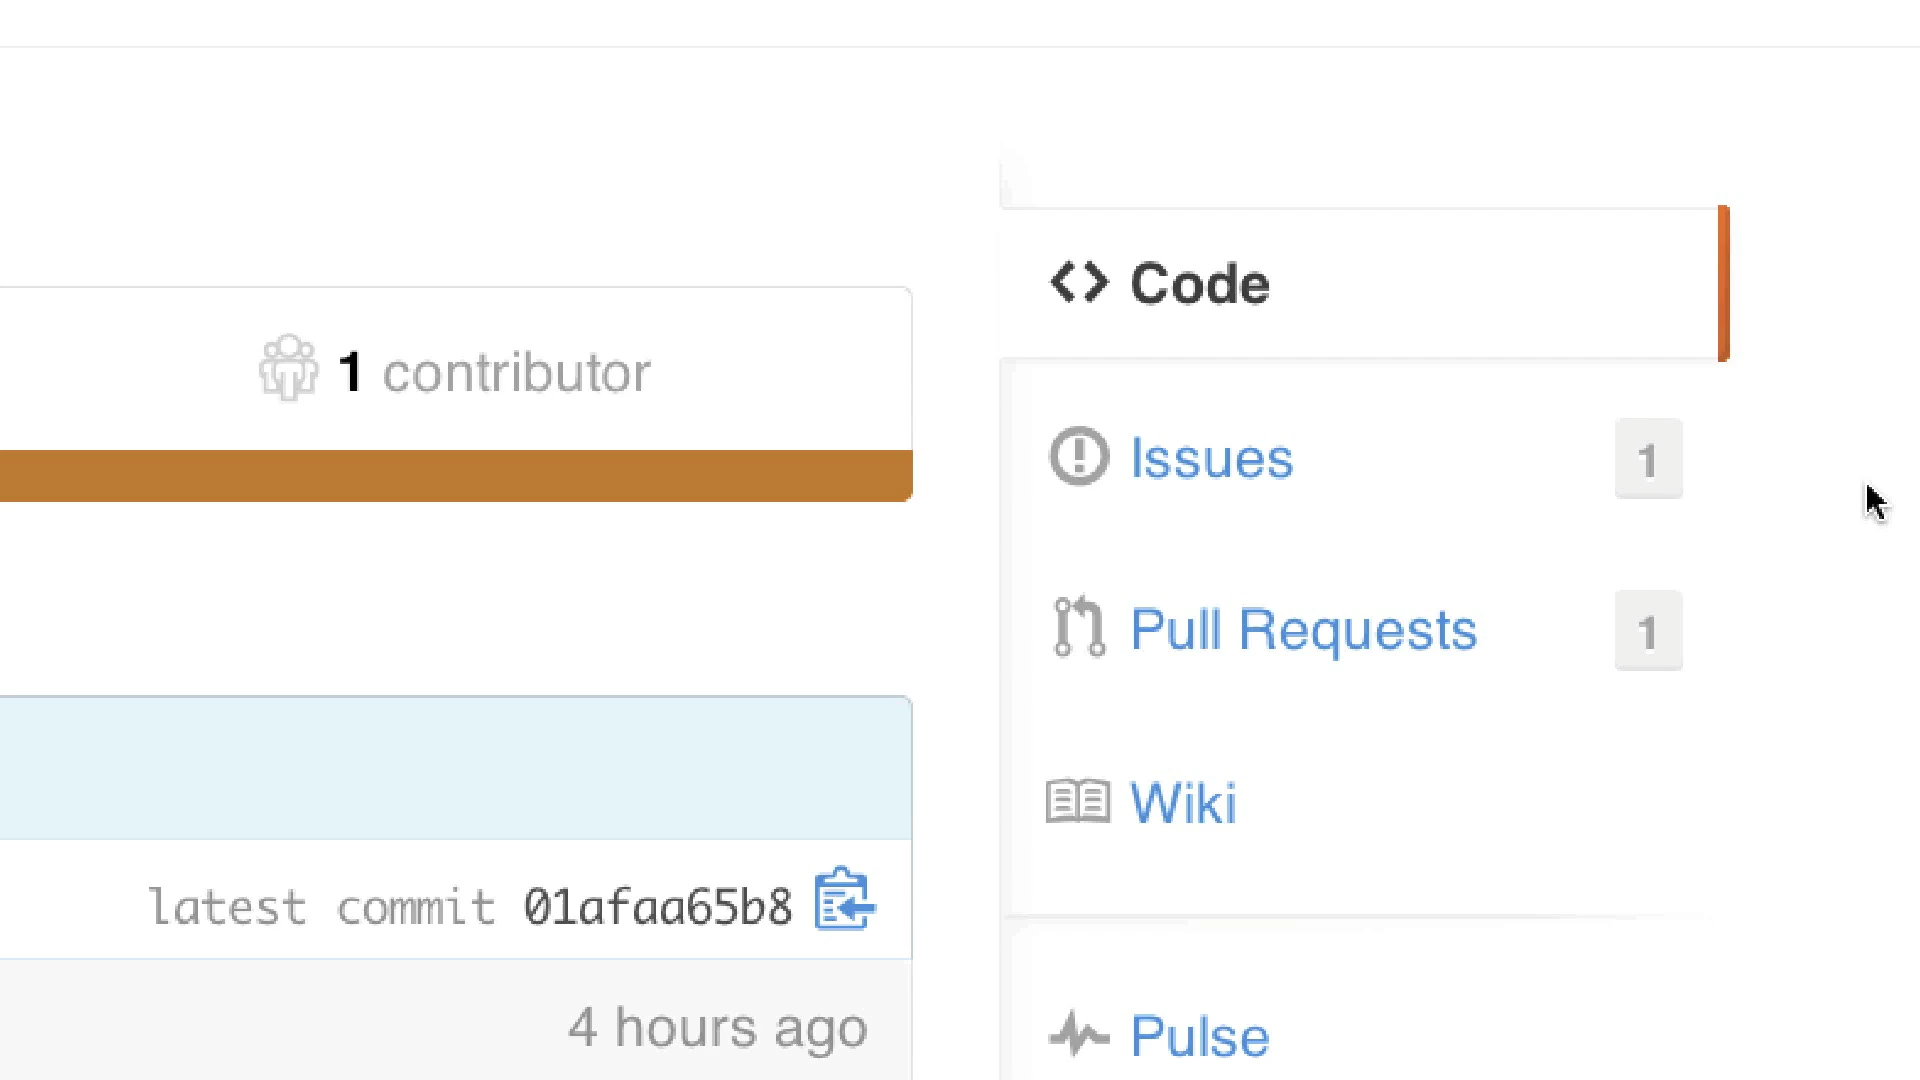 1 contributor
latest commit 01afaa65b8
4 hours ago
Code
Issues 1
Pull Requests 1
Wiki
Pulse